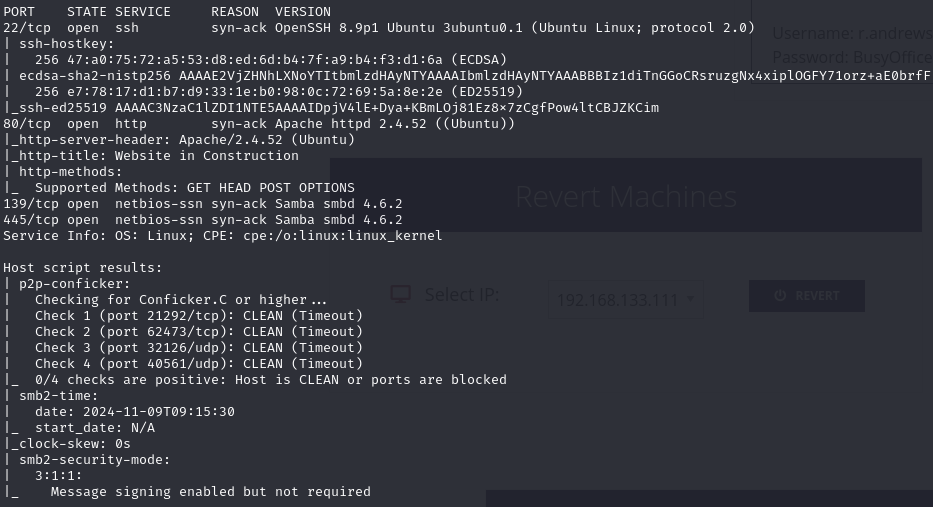 PORT    STATE SERVICE     REASON  VERSION
22/tcp  open  ssh         syn-ack OpenSSH 8.9p1 Ubuntu 3ubuntu0.1 (Ubuntu Linux; protocol 2.0)
| ssh-hostkey:
|   256 47:a0:75:72:a5:53:d8:ed:6d:b4:7f:a9:b4:f3:d1:6a (ECDSA)
| ecdsa-sha2-nistp256 AAAAE2VjZHNhLXNoYTItbmlzdHAyNTYAAAAIbmlzdHAyNTYAAABBBIz1diTnGGoCRsruzgNx4xiplOGFY71orz+aE0brfF
|   256 e7:78:17:d1:b7:d9:33:1e:b0:98:0c:72:69:5a:8e:2e (ED25519)
|_ssh-ed25519 AAAAC3NzaC1lZDI1NTE5AAAAIDpjV4lE+Dya+KBmLOj81Ez8×7zCgfPow4ltCBJZKCim
80/tcp  open  http        syn-ack Apache httpd 2.4.52 ((Ubuntu))
|_http-server-header: Apache/2.4.52 (Ubuntu)
|_http-title: Website in Construction
| http-methods:
|_  Supported Methods: GET HEAD POST OPTIONS
139/tcp open  netbios-ssn syn-ack Samba smbd 4.6.2
445/tcp open  netbios-ssn syn-ack Samba smbd 4.6.2
Service Info: OS: Linux; CPE: cpe:/o:linux:linux_kernel
Host script results:
| p2p-conficker:
|   Checking for Conficker.C or higher...
|   Check 1 (port 21292/tcp): CLEAN (Timeout)
|   Check 2 (port 62473/tcp): CLEAN (Timeout)
|   Check 3 (port 32126/udp): CLEAN (Timeout)
|   Check 4 (port 40561/udp): CLEAN (Timeout)
|_  0/4 checks are positive: Host is CLEAN or ports are blocked
| smb2-time:
|   date: 2024-11-09T09:15:30
|_  start_date: N/A
|_clock-skew: 0s
| smb2-security-mode:
|   3:1:1:
|_    Message signing enabled but not required
Username: r.andrews
Password: BusyOffice
Revert Machines
Select IP:
192.168.133.111
REVERT